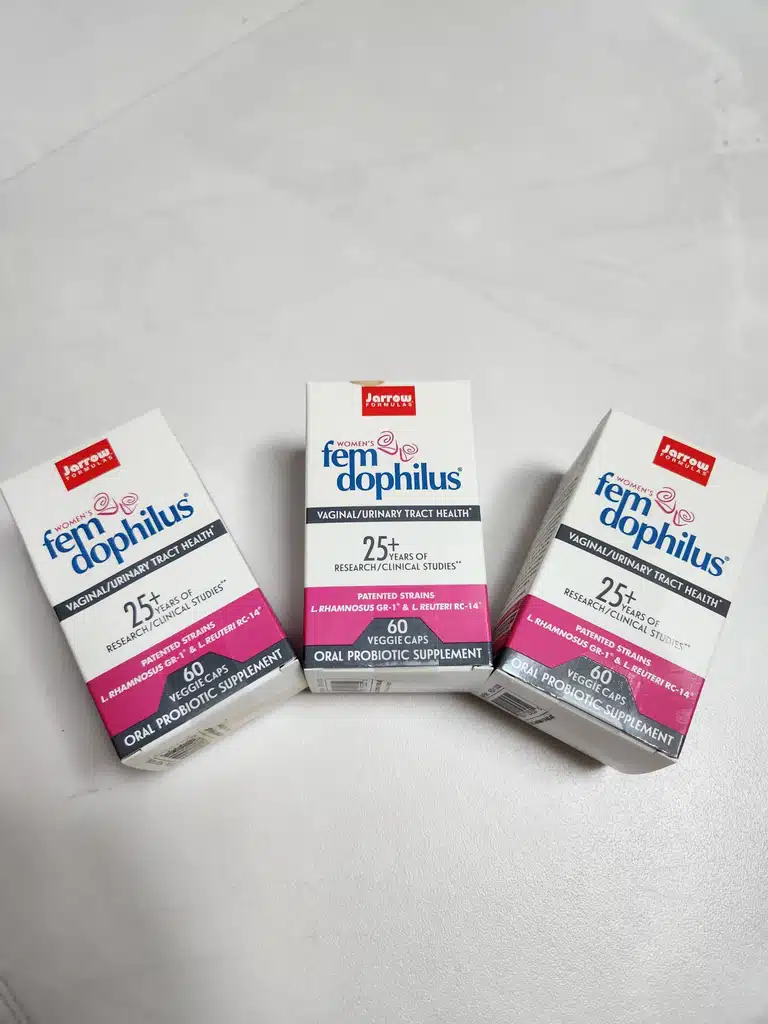 Jarrow
FORMULAS
WOMEN'S
fem
dophilus®
VAGINAL/URINARY TRACT HEALTH*
25+ YEARS OF
RESEARCH/CLINICAL STUDIES**
PATENTED STRAINS
L. RHAMNOSUS GR-1® & L. REUTERI RC-14®
60
VEGGIE CAPS
ORAL PROBIOTIC SUPPLEMENT
Jarrow
FORMULAS
WOMEN'S
fem
dophilus®
VAGINAL/URINARY TRACT HEALTH*
25+ YEARS OF
RESEARCH/CLINICAL STUDIES**
PATENTED STRAINS
L. RHAMNOSUS GR-1® & L. REUTERI RC-14®
60
VEGGIE CAPS
ORAL PROBIOTIC SUPPLEMENT
Jarrow
FORMULAS
WOMEN'S
fem
dophilus®
VAGINAL/URINARY TRACT HEALTH*
25+ YEARS OF
RESEARCH/CLINICAL STUDIES**
PATENTED STRAINS
L. RHAMNOSUS GR-1® & L. REUTERI RC-14®
60
VEGGIE CAPS
ORAL PROBIOTIC SUPPLEMENT